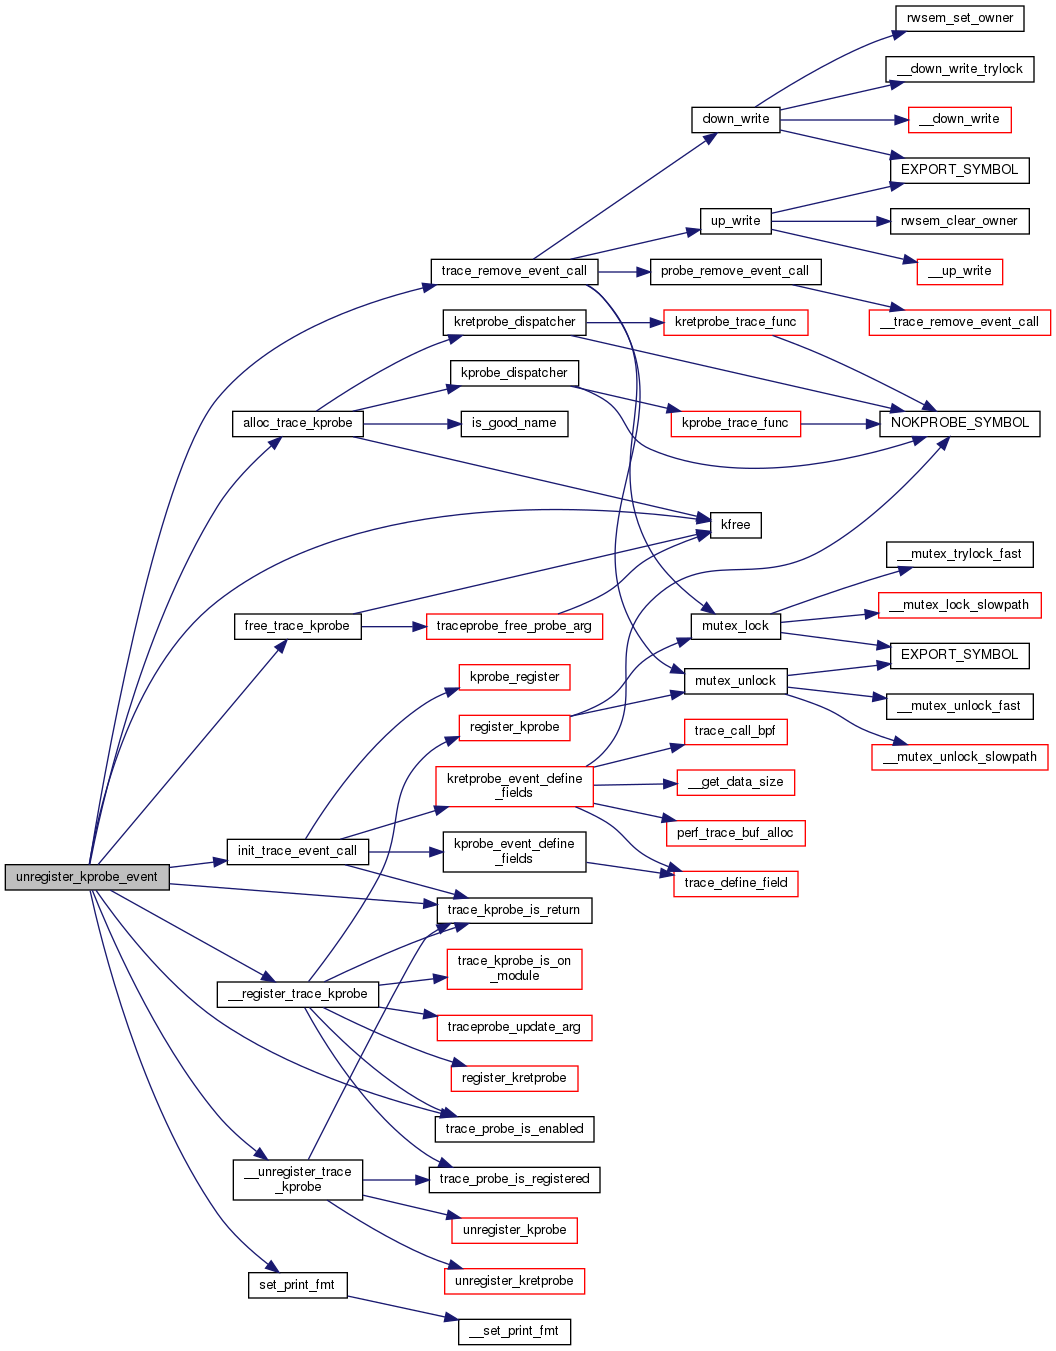 rwsem_set_owner
__down_write_trylock
down_write
__down_write
EXPORT_SYMBOL
up_write
rwsem_clear_owner
trace_remove_event_call
probe_remove_event_call
__up_write
kretprobe_dispatcher
kretprobe_trace_func
__trace_remove_event_call
kprobe_dispatcher
alloc_trace_kprobe
is_good_name
kprobe_trace_func
NOKPROBE_SYMBOL
kfree
__mutex_trylock_fast
__mutex_lock_slowpath
free_trace_kprobe
traceprobe_free_probe_arg
mutex_lock
EXPORT_SYMBOL
kprobe_register
mutex_unlock
__mutex_unlock_fast
register_kprobe
trace_call_bpf
__mutex_unlock_slowpath
kretprobe_event_define
_fields
__get_data_size
perf_trace_buf_alloc
init_trace_event_call
kprobe_event_define
_fields
unregister_kprobe_event
trace_define_field
trace_kprobe_is_return
trace_kprobe_is_on
_module
__register_trace_kprobe
traceprobe_update_arg
register_kretprobe
trace_probe_is_enabled
__unregister_trace
_kprobe
trace_probe_is_registered
unregister_kprobe
set_print_fmt
unregister_kretprobe
__set_print_fmt